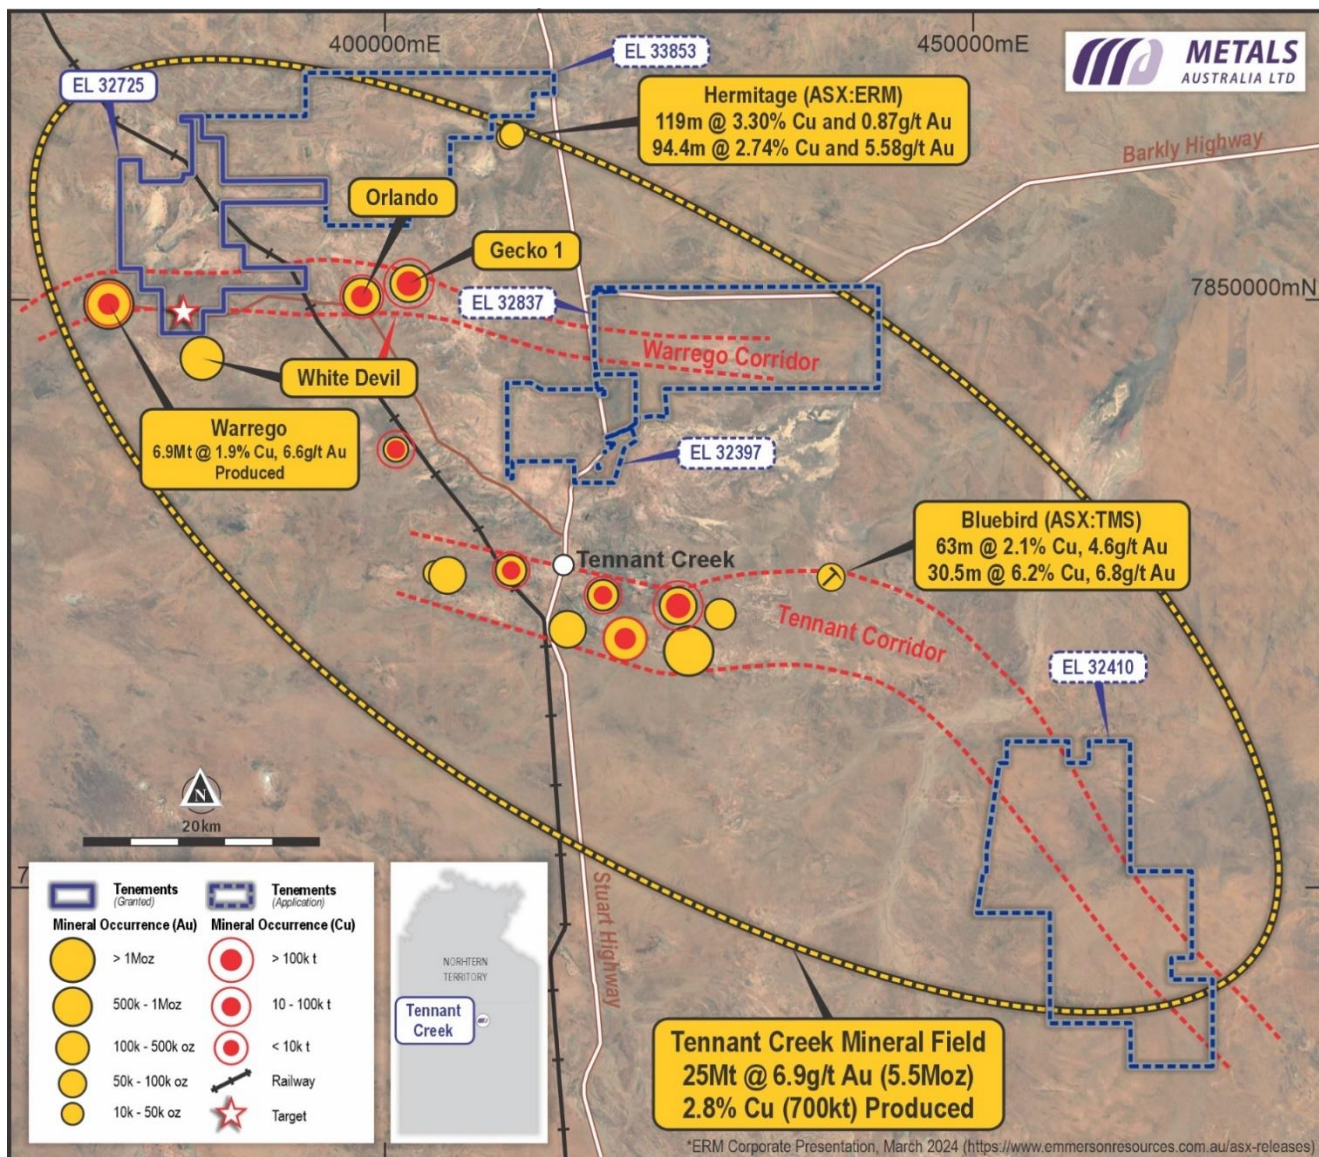 400000mE
450000mE
METALS
AUSTRALIA LTD
EL 33853
EL 32725
Hermitage (ASX:ERM)
119m @ 3.30% Cu and 0.87g/t Au
94.4m @ 2.74% Cu and 5.58g/t Au
Barkly Highway
Orlando
Gecko 1
7850000mN
EL 32837
Warrego Corridor
White Devil
Warrego
6.9Mt @ 1.9% Cu, 6.6g/t Au
Produced
EL 32397
Bluebird (ASX:TMS)
63m @ 2.1% Cu, 4.6g/t Au
30.5m @ 6.2% Cu, 6.8g/t Au
Tennant Creek
Tennant Corridor
EL 32410
N
20km
Stuart Highway
7
Tenements
(Granted)
Tenements
(Application)
Mineral Occurrence (Au)
Mineral Occurrence (Cu)
> 1Moz
> 100k t
500k - 1Moz
10 - 100k t
100k - 500k oz
< 10k t
50k - 100k oz
Railway
10k - 50k oz
Target
NORHTERN
TERRITORY
Tennant
Creek
Tennant Creek Mineral Field
25Mt @ 6.9g/t Au (5.5Moz)
2.8% Cu (700kt) Produced
*ERM Corporate Presentation, March 2024 (https://www.emmersonresources.com.au/asx-releases)